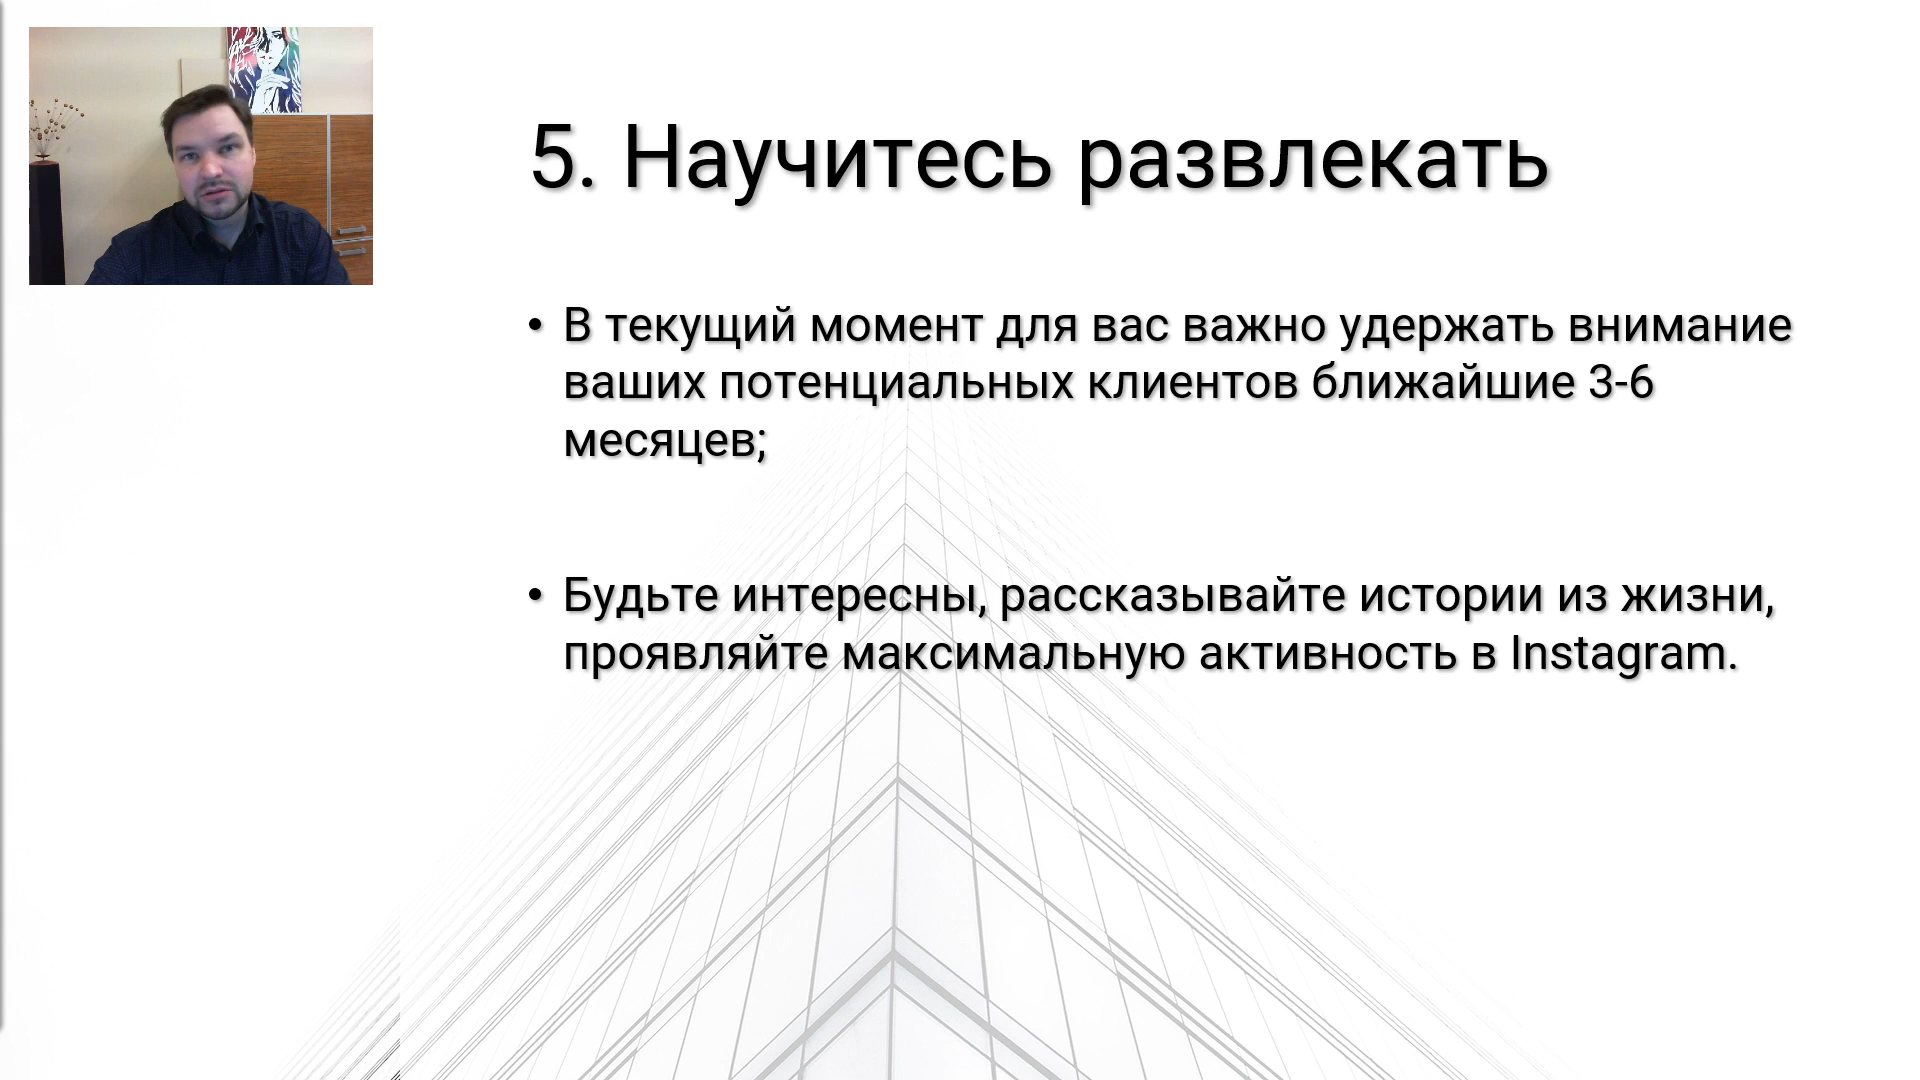 5. Научитесь развлекать
• В текущий момент для вас важно удержать внимание
ваших потенциальных клиентов ближайшие 3-6
месяцев;
• Будьте интересны, рассказывайте истории из жизни,
проявляйте максимальную активность в Instagram.